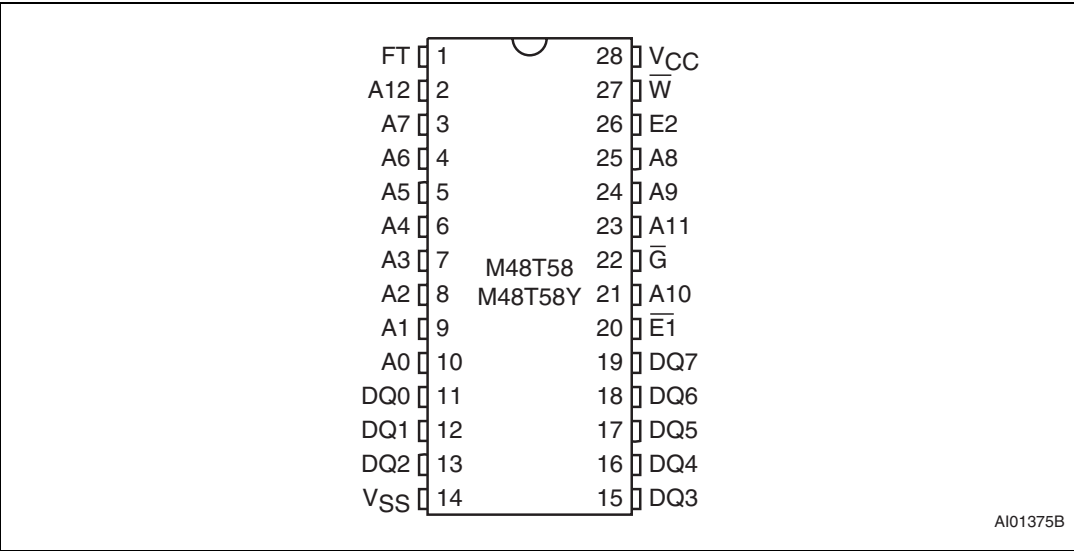 FT 1 28 VCC
A12 2 27 W̅
A7 3 26 E2
A6 4 25 A8
A5 5 24 A9
A4 6 23 A11
A3 7 22 G̅
M48T58
A2 8 21 A10
M48T58Y
A1 9 20 E̅1̅
A0 10 19 DQ7
DQ0 11 18 DQ6
DQ1 12 17 DQ5
DQ2 13 16 DQ4
VSS 14 15 DQ3
AI01375B